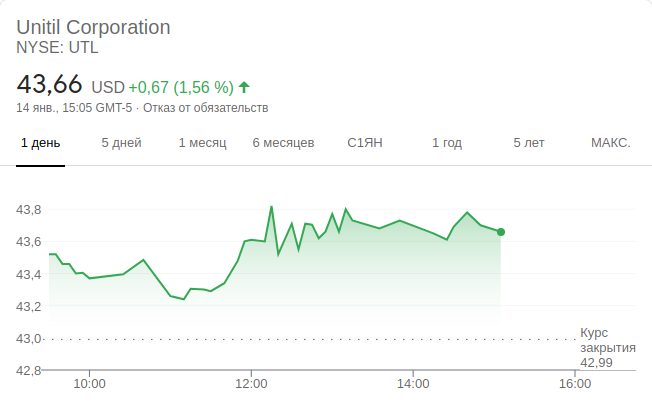 Unitil Corporation
NYSE: UTL
43,66 USD +0,67 (1,56 %)
14 янв., 15:05 GMT-5 · Отказ от обязательств
1 день 5 дней 1 месяц 6 месяцев С1ЯН 1 год 5 лет МАКС.
43,8
43,6
43,4
43,2
43,0
42,8
Курс
закрытия
42,99
10:00 12:00 14:00 16:00